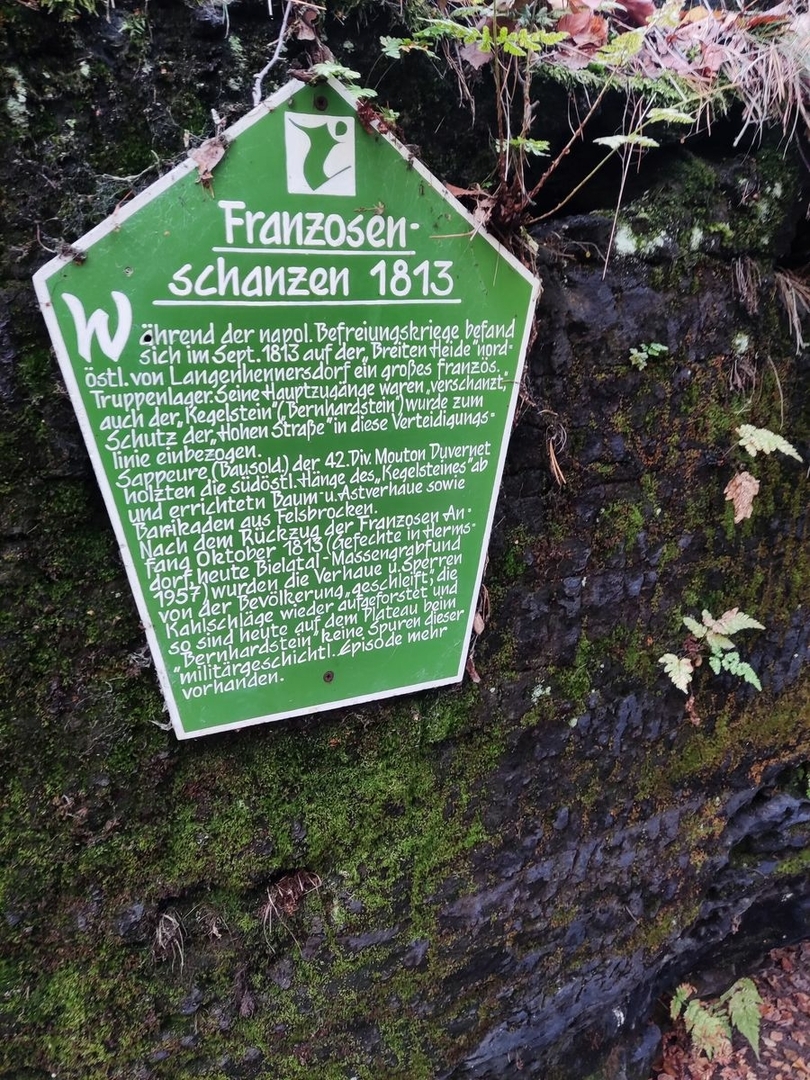 Franzosen-
schanzen 1813
Während der napol. Befreiungskriege befand
sich im Sept. 1813 auf der „Breiten Heide" nord-
östl. von Langenhennersdorf ein großes französ.
Truppenlager. Seine Hauptzugänge waren „verschanzt",
auch der „Kegelstein" („Bernhardstein") wurde zum
Schutz der „Hohen Straße" in diese Verteidigungs-
linie einbezogen.
Sappeure (Bausold.) der 42. Div. Mouton Duvernet
holzten die südöstl. Hänge des „Kegelsteines" ab
und errichtetn Baum- u. Astverhaue sowie
Barikaden aus Felsbrocken.
Nach dem Rückzug der Franzosen An-
fang Oktober 1813 (Gefechte in Herms-
dorf, heute Bielatal - Massengrabfund
1957) wurden die Verhaue u. Sperren
von der Bevölkerung „geschleift", die
Kahlschläge wieder aufgeforstet und
so sind heute auf dem Plateau beim
„Bernhardstein" keine Spuren dieser
militärgeschichtl. Episode mehr
vorhanden.